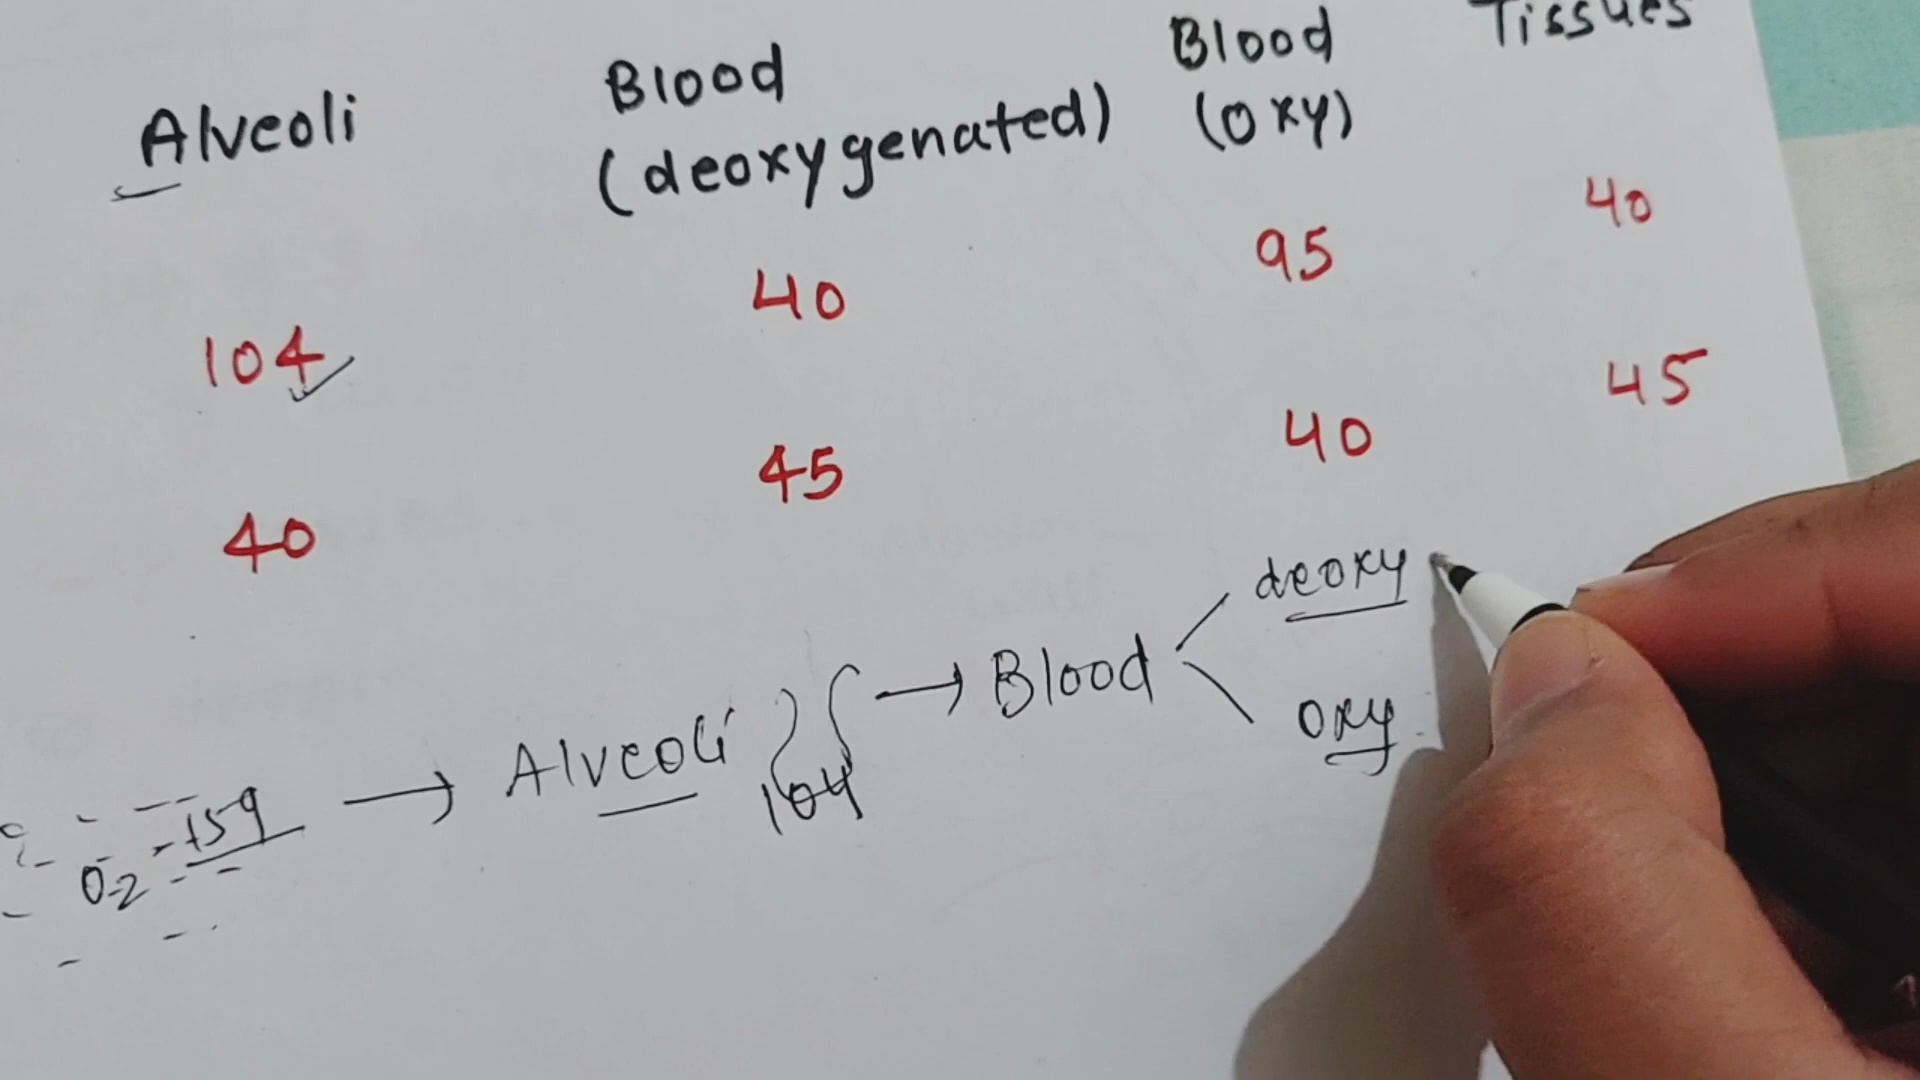 Alveoli Blood (deoxygenated) Blood (oxy) Tissues
104 40 95 40
40 45 40 45
O2 159 → Alveoli 104 → Blood deoxy
oxy